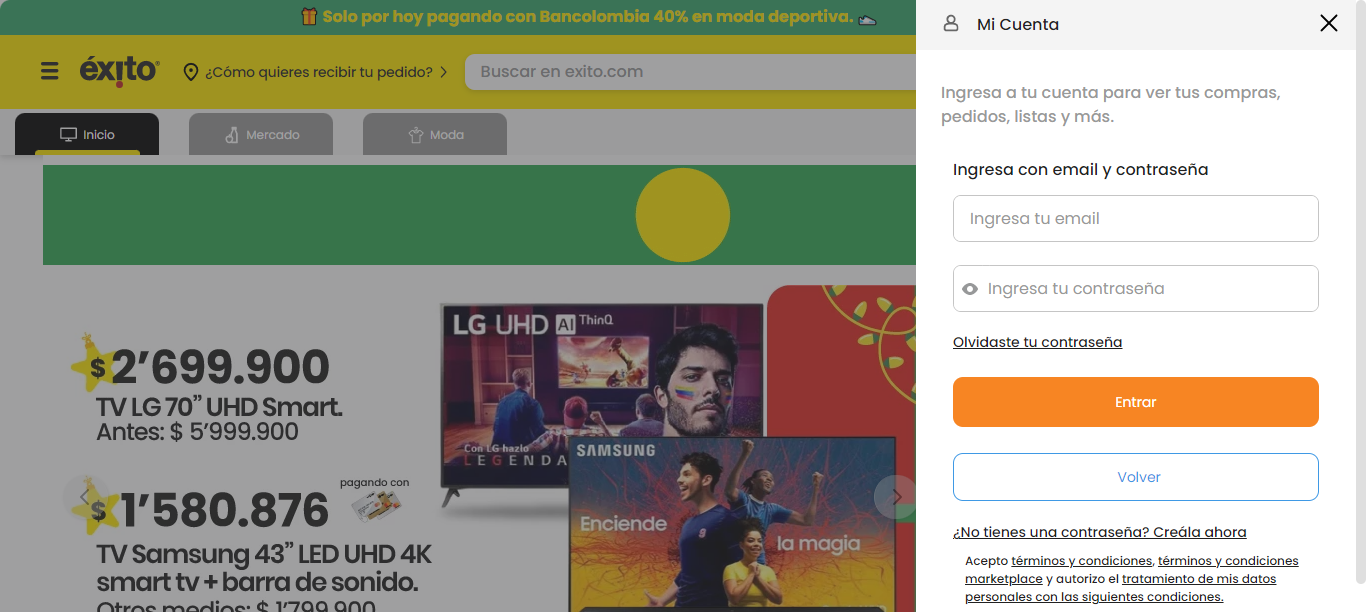 Solo por hoy pagando con Bancolombia 40% en moda deportiva.
éxito
¿Cómo quieres recibir tu pedido?
Buscar en exito.com
Inicio
Mercado
Moda
$2'699.900
TV LG 70” UHD Smart.
Antes: $ 5'999.900
pagando con
$1'580.876
TV Samsung 43” LED UHD 4K
smart tv + barra de sonido.
Otros medios: $ 1'799.900
LG UHD AI ThinQ
Con LG hazlo
LEGENDA
SAMSUNG
Enciende
la magia
Mi Cuenta
Ingresa a tu cuenta para ver tus compras,
pedidos, listas y más.
Ingresa con email y contraseña
Ingresa tu email
Ingresa tu contraseña
Olvidaste tu contraseña
Entrar
Volver
¿No tienes una contraseña? Creála ahora
Acepto términos y condiciones, términos y condiciones
marketplace y autorizo el tratamiento de mis datos
personales con las siguientes condiciones.